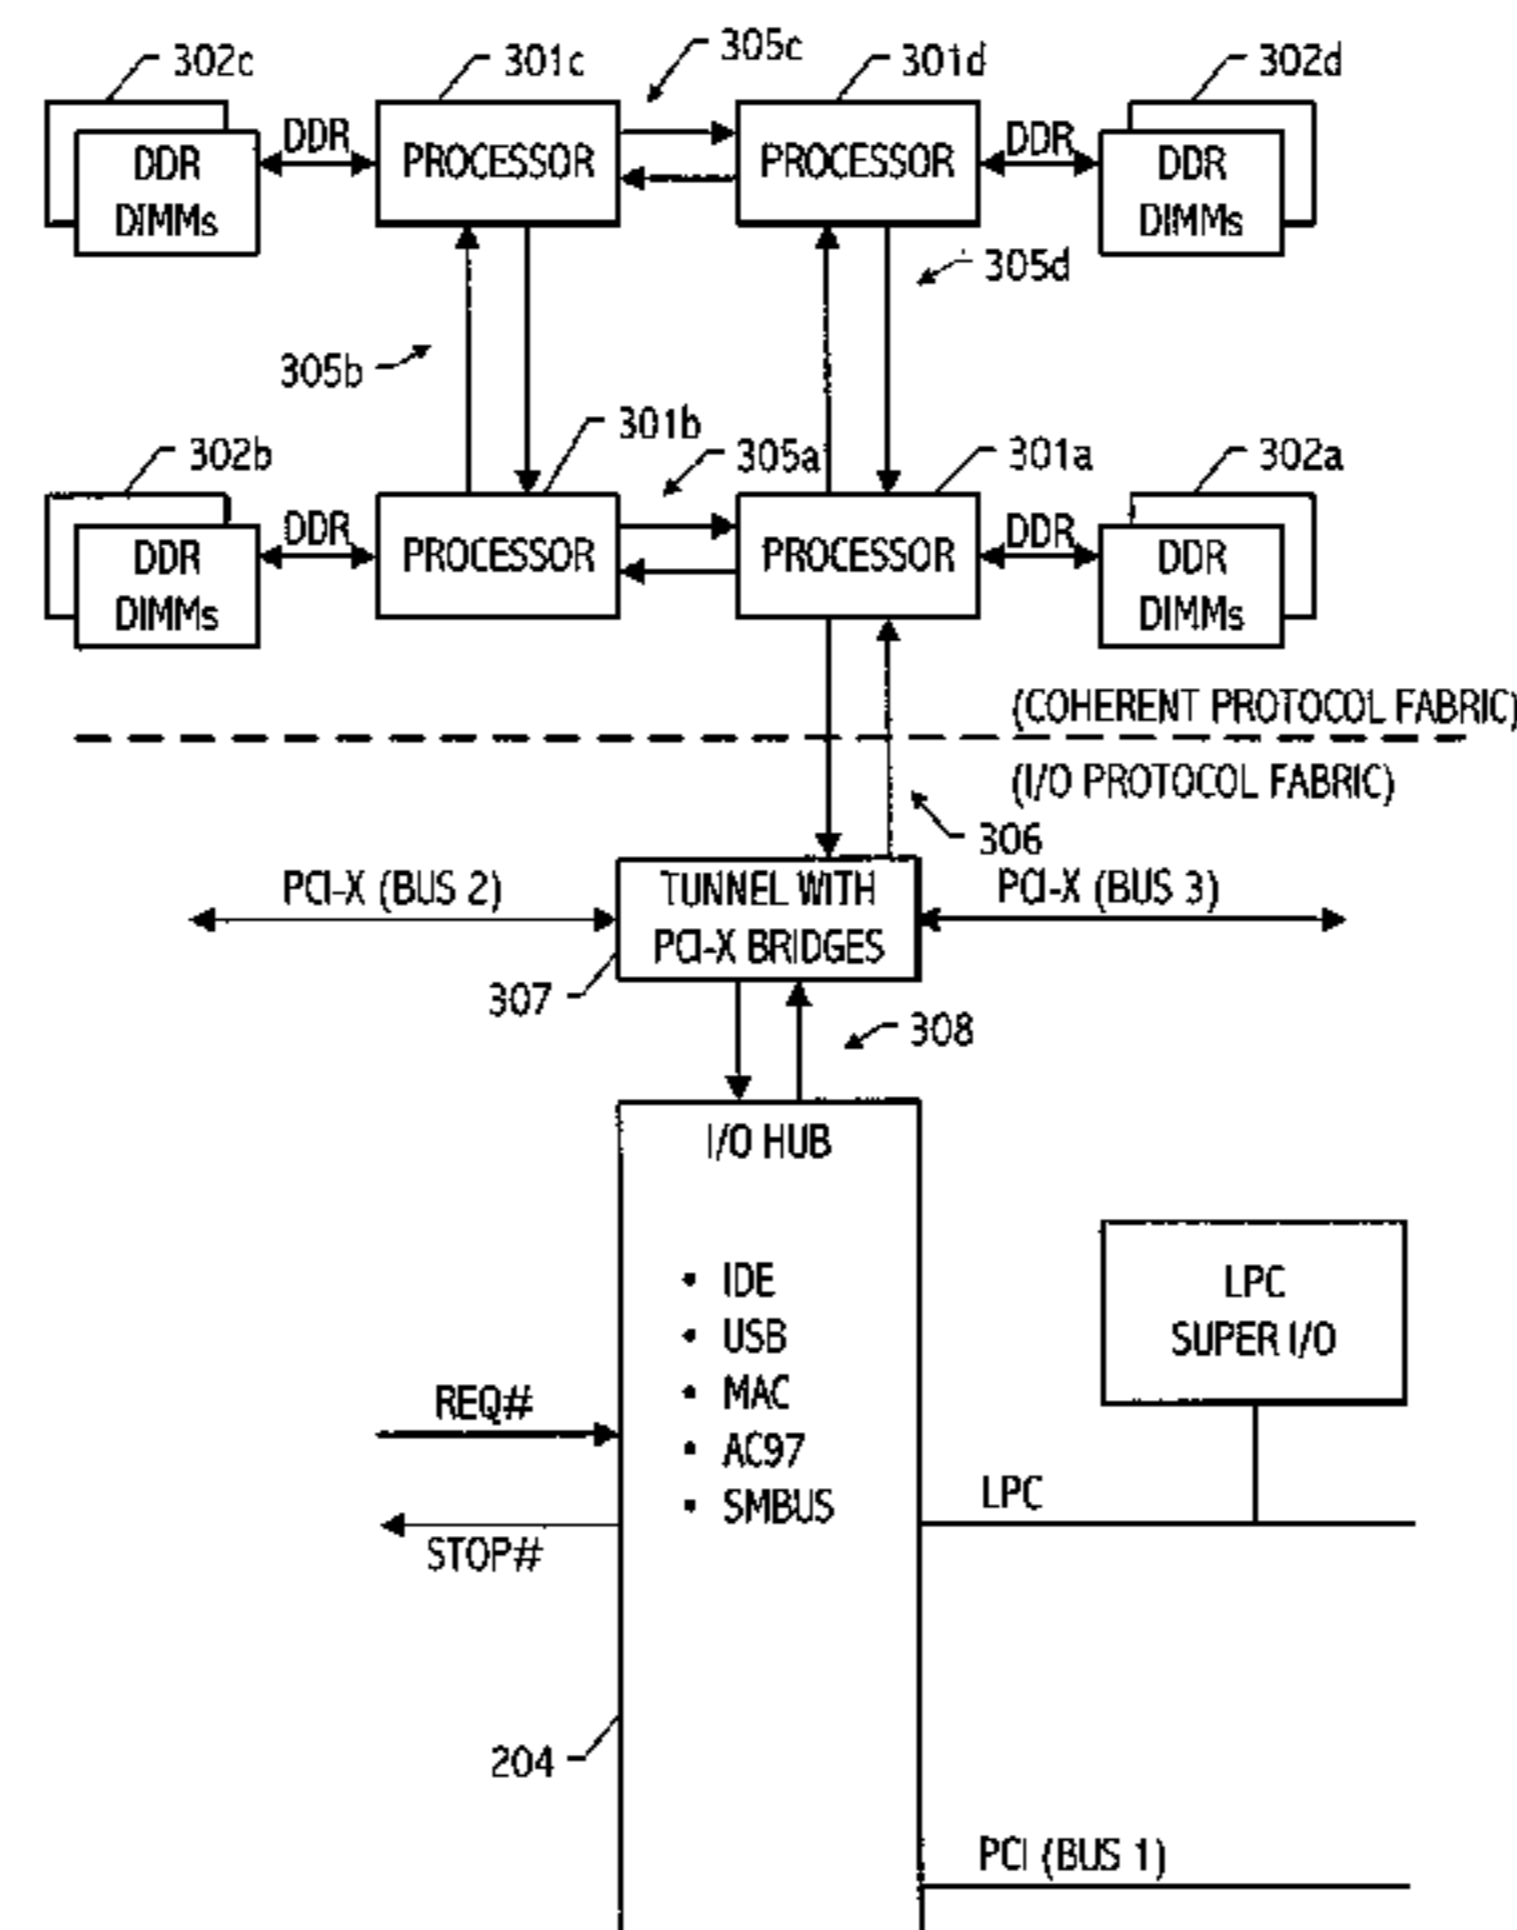 302c
301c
305c
301d
302d
DDR
DDR
DIMMs
PROCESSOR
PROCESSOR
DDR
DDR
DIMMs
305d
305b
302b
301b
305a
301a
302a
DDR
DDR
DIMMs
PROCESSOR
PROCESSOR
DDR
DDR
DIMMs
(COHERENT PROTOCOL FABRIC)
(I/O PROTOCOL FABRIC)
306
PCI-X (BUS 2)
TUNNEL WITH
PCI-X BRIDGES
PCI-X (BUS 3)
307
308
I/O HUB
• IDE
• USB
• MAC
• AC97
• SMBUS
LPC
SUPER I/O
REQ#
STOP#
LPC
204
PCI (BUS 1)